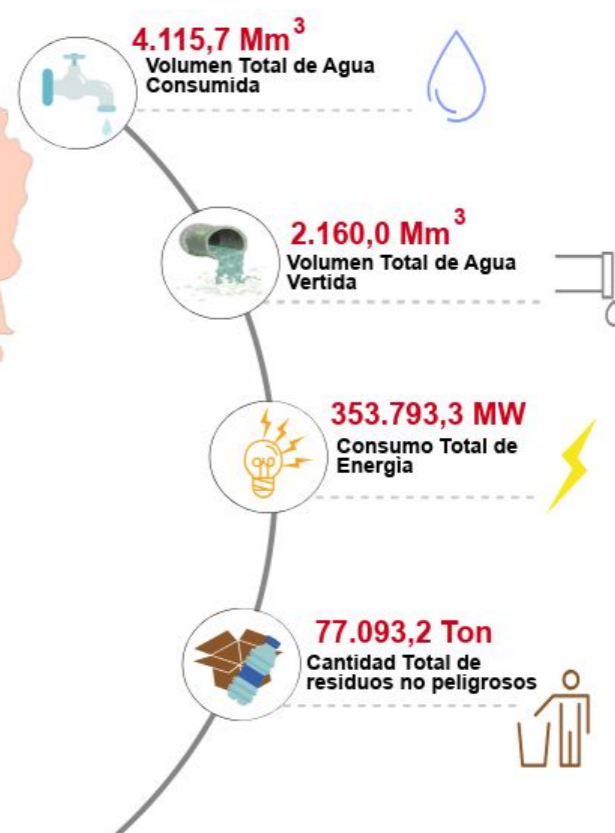 4.115,7 Mm³
Volumen Total de Agua
Consumida
2.160,0 Mm³
Volumen Total de Agua
Vertida
353.793,3 MW
Consumo Total de
Energìa
77.093,2 Ton
Cantidad Total de
residuos no peligrosos